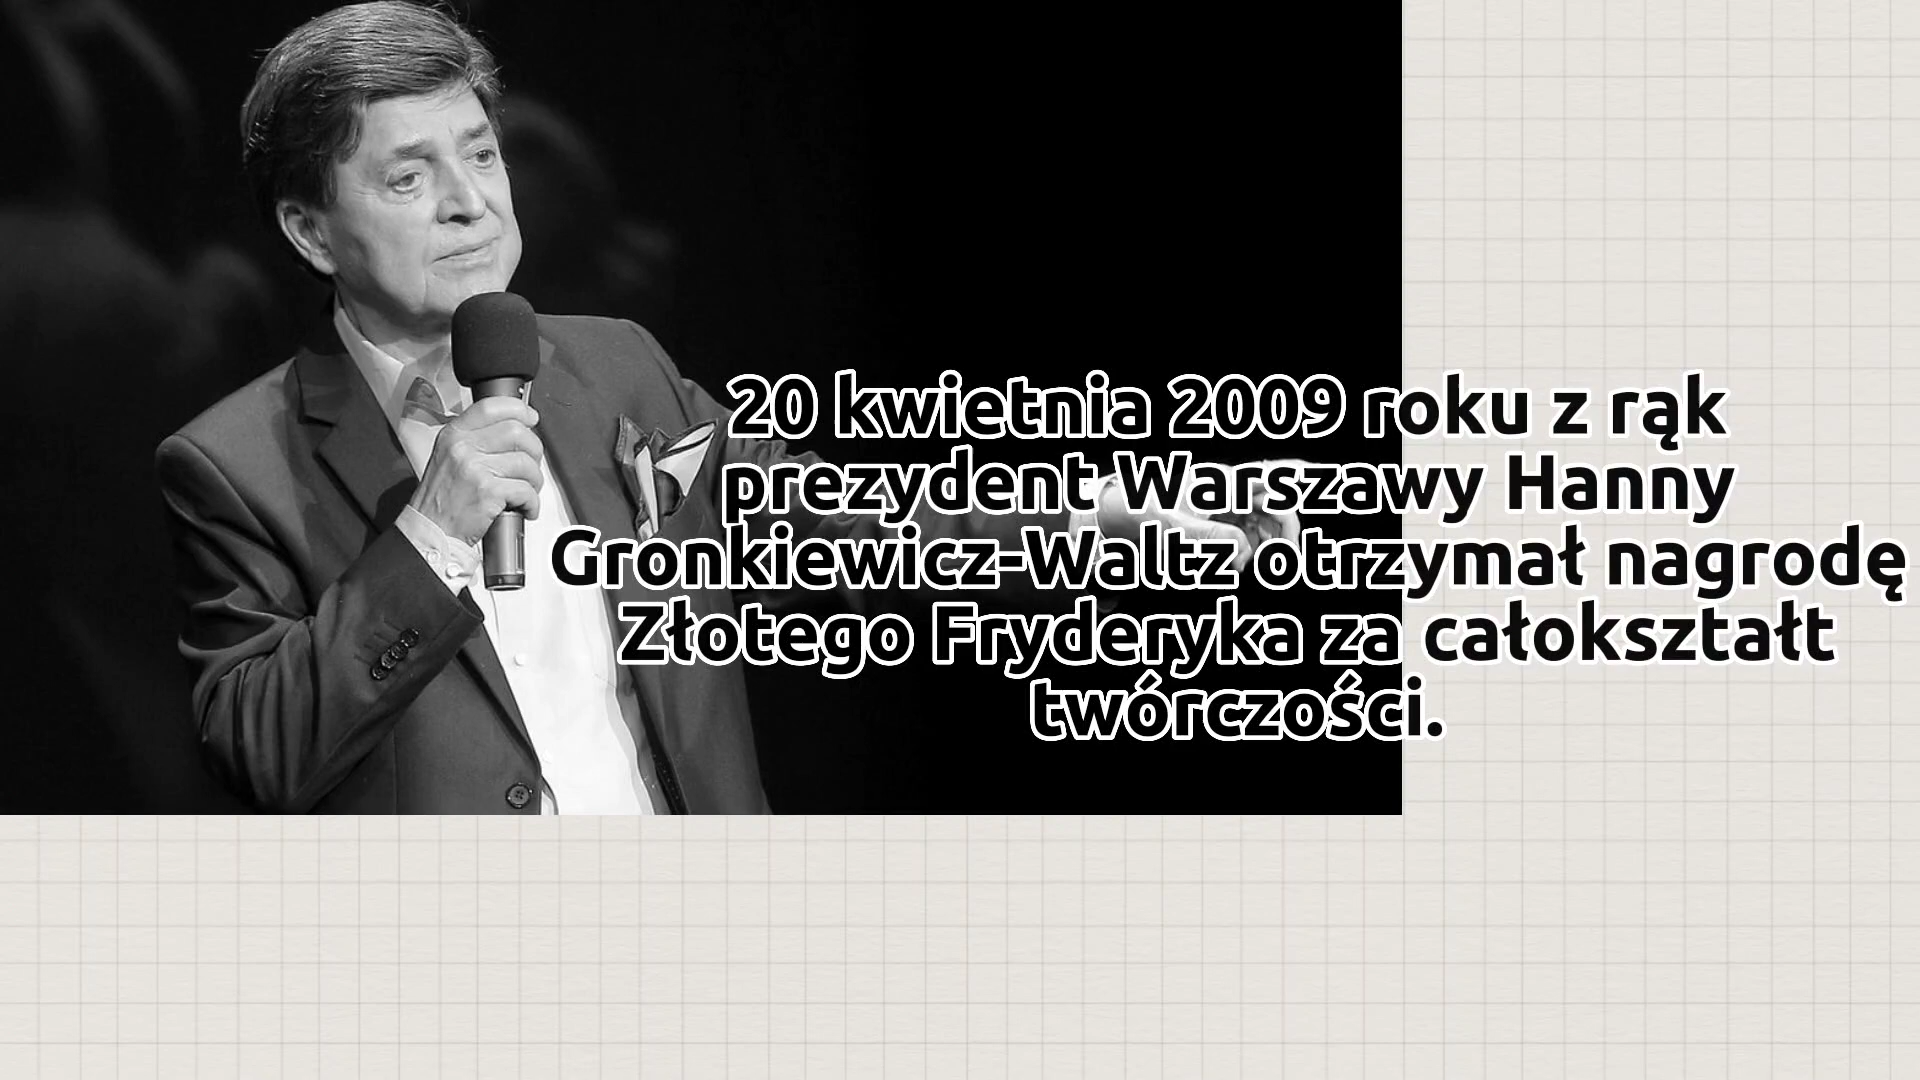 20 kwietnia 2009 roku z rąk
prezydent Warszawy Hanny
Gronkiewicz-Waltz otrzymał nagrodę
Złotego Fryderyka za całokształt
twórczości.